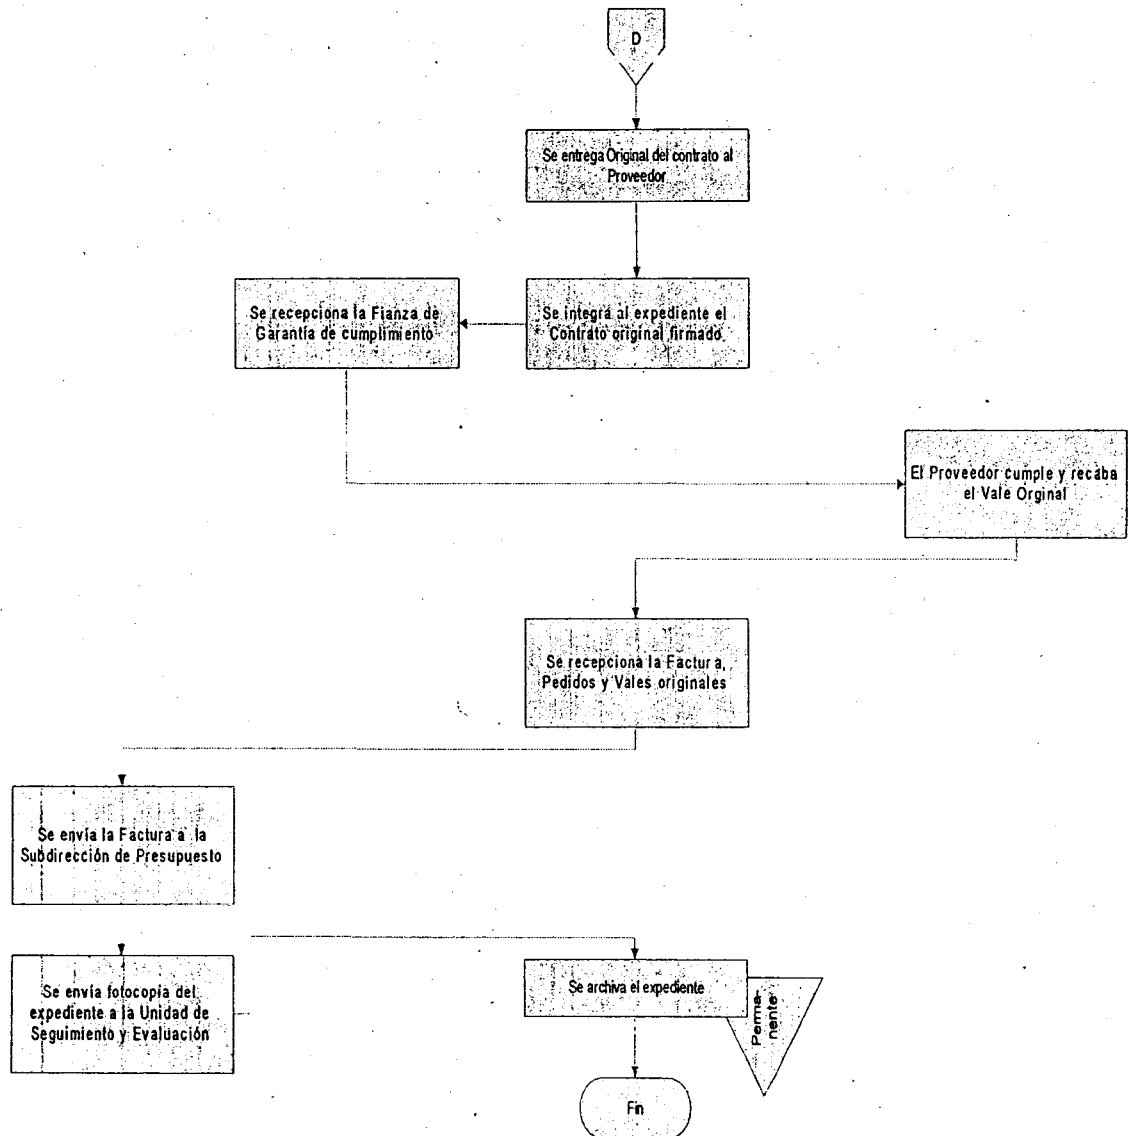 D
Se entrega Original del contrato al
Proveedor
Se integra al expediente el
Contrato original firmado.
Se recepciona la Fianza de
Garantía de cumplimiento
El Proveedor cumple y recaba
el Vale Orginal
Se recepciona la Factura,
Pedidos y Vales originales
Se envía la Factura a la
Subdirección de Presupuesto
Se envía fotocopia del
expediente a la Unidad de
Seguimiento y Evaluación
Se archiva el expediente
Perma-
nente
Fin